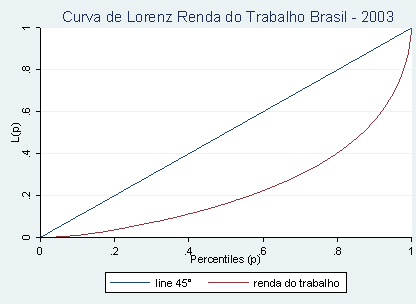 Curva de Lorenz Renda do Trabalho Brasil - 2003
L(p)
1
.8
.6
.4
.2
0
0 .2 .4 .6 .8 1
Percentiles (p)
line 45° renda do trabalho